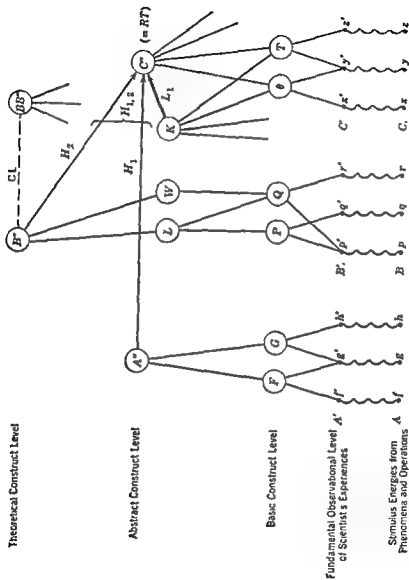 Theoretical Construct Level
B″ C.I. BB″
H₂
(= RT)
Abstract Construct Level
A″ H₁ C″
H₁,₂ L₁
L W K
Basic Construct Level
F G P Q θ T
Fundamental Observational Level
of Scientist's Experiences
A′ f′ g′ h′ B′. p′ q′ r′ C′ x′ y′ z′
Stimulus Energies from
Phenomena and Operations
A f g h B p q r C. x y z